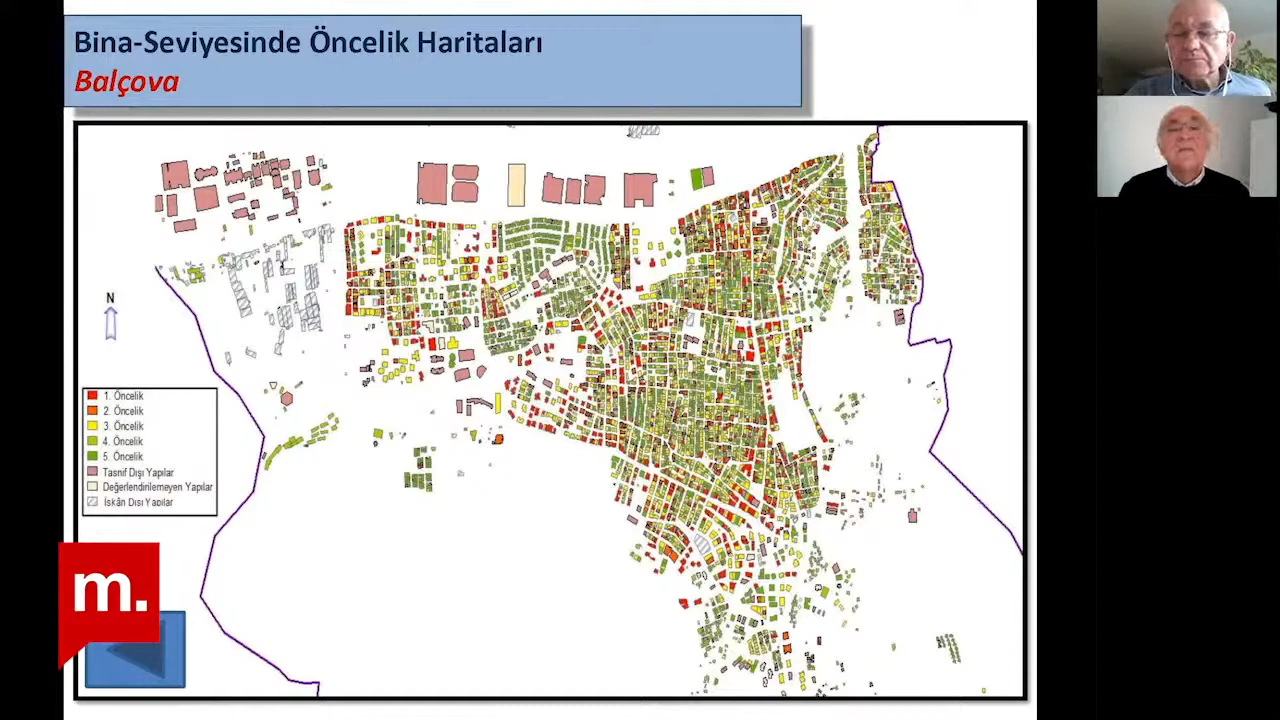 Bina-Seviyesinde Öncelik Haritaları
Balçova
N
1. Öncelik
2. Öncelik
3. Öncelik
4. Öncelik
5. Öncelik
Tasnif Dışı Yapılar
Değerlendirilemeyen Yapılar
İskân Dışı Yapılar
m.